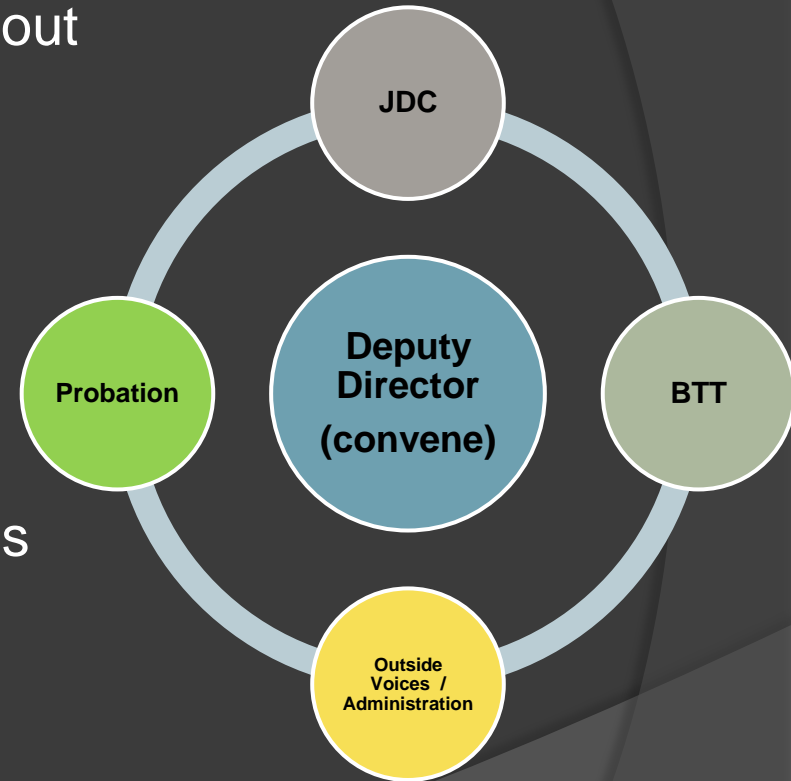 out
JDC
Deputy
Director
(convene)
Probation
BTT
s
Outside
Voices /
Administration